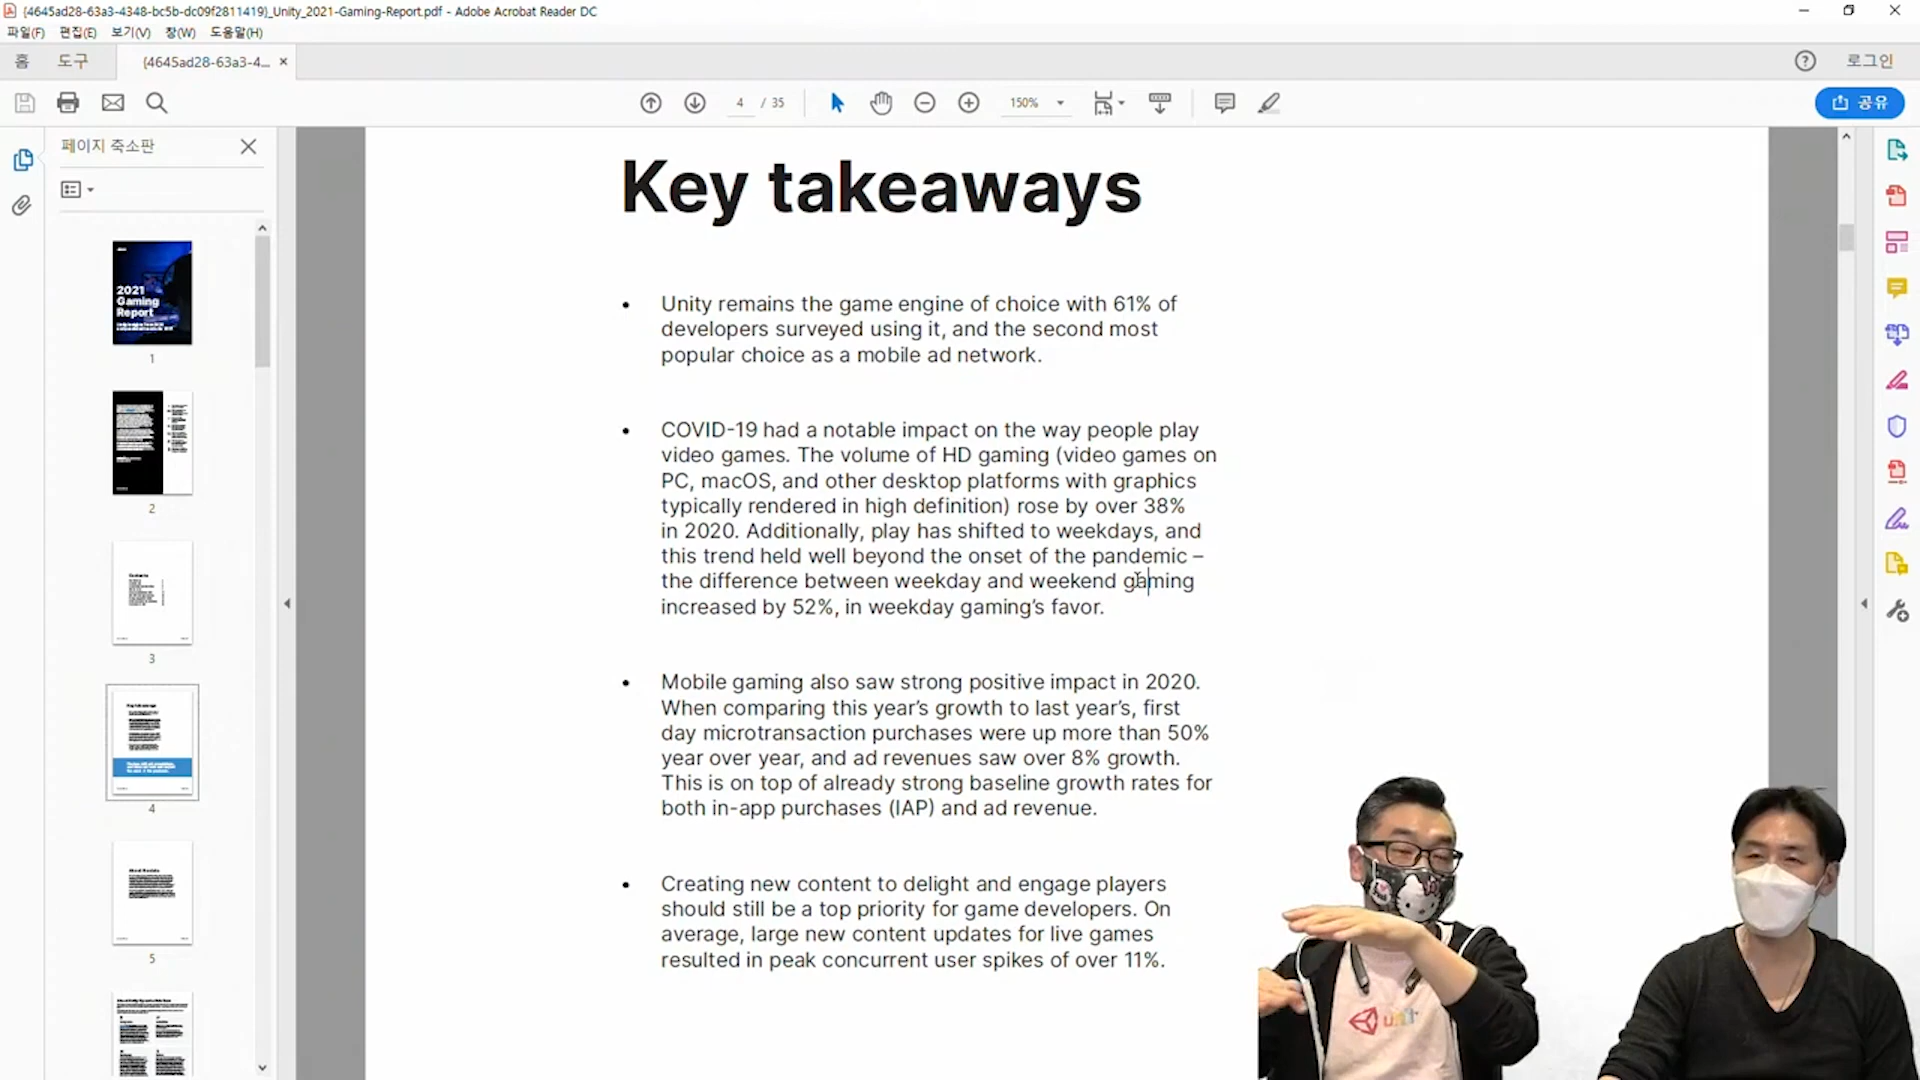 {4645ad28-63a3-4348-bc5b-dc09f2811419}_Unity_2021-Gaming-Report.pdf - Adobe Acrobat Reader DC
파일(F) 편집(E) 보기(V) 창(W) 도움말(H)
홈 도구 {4645ad28-63a3-4... 로그인
4 / 35 150% 공유
페이지 축소판
2021
Gaming
Report
1
2
3
4
5
Key takeaways
• Unity remains the game engine of choice with 61% of
developers surveyed using it, and the second most
popular choice as a mobile ad network.
• COVID-19 had a notable impact on the way people play
video games. The volume of HD gaming (video games on
PC, macOS, and other desktop platforms with graphics
typically rendered in high definition) rose by over 38%
in 2020. Additionally, play has shifted to weekdays, and
this trend held well beyond the onset of the pandemic –
the difference between weekday and weekend gaming
increased by 52%, in weekday gaming’s favor.
• Mobile gaming also saw strong positive impact in 2020.
When comparing this year’s growth to last year’s, first
day microtransaction purchases were up more than 50%
year over year, and ad revenues saw over 8% growth.
This is on top of already strong baseline growth rates for
both in-app purchases (IAP) and ad revenue.
• Creating new content to delight and engage players
should still be a top priority for game developers. On
average, large new content updates for live games
resulted in peak concurrent user spikes of over 11%.